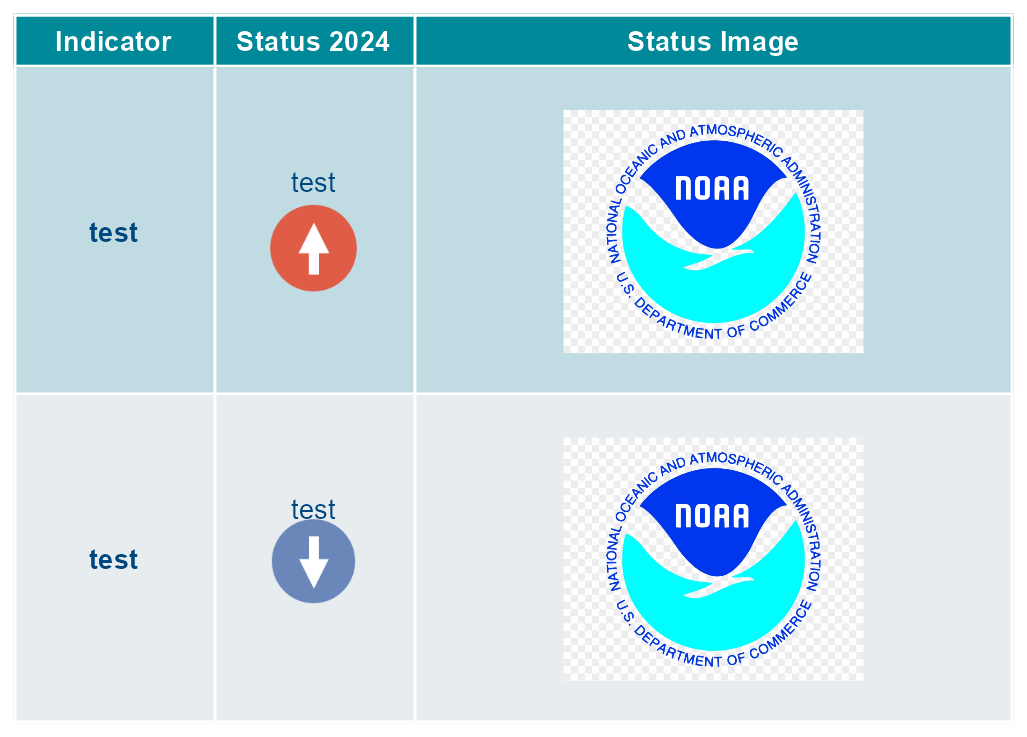 Indicator Status 2024 Status Image
test
test
NATIONAL OCEANIC AND ATMOSPHERIC ADMINISTRATION
NOAA
U.S. DEPARTMENT OF COMMERCE
test
test
NATIONAL OCEANIC AND ATMOSPHERIC ADMINISTRATION
NOAA
U.S. DEPARTMENT OF COMMERCE